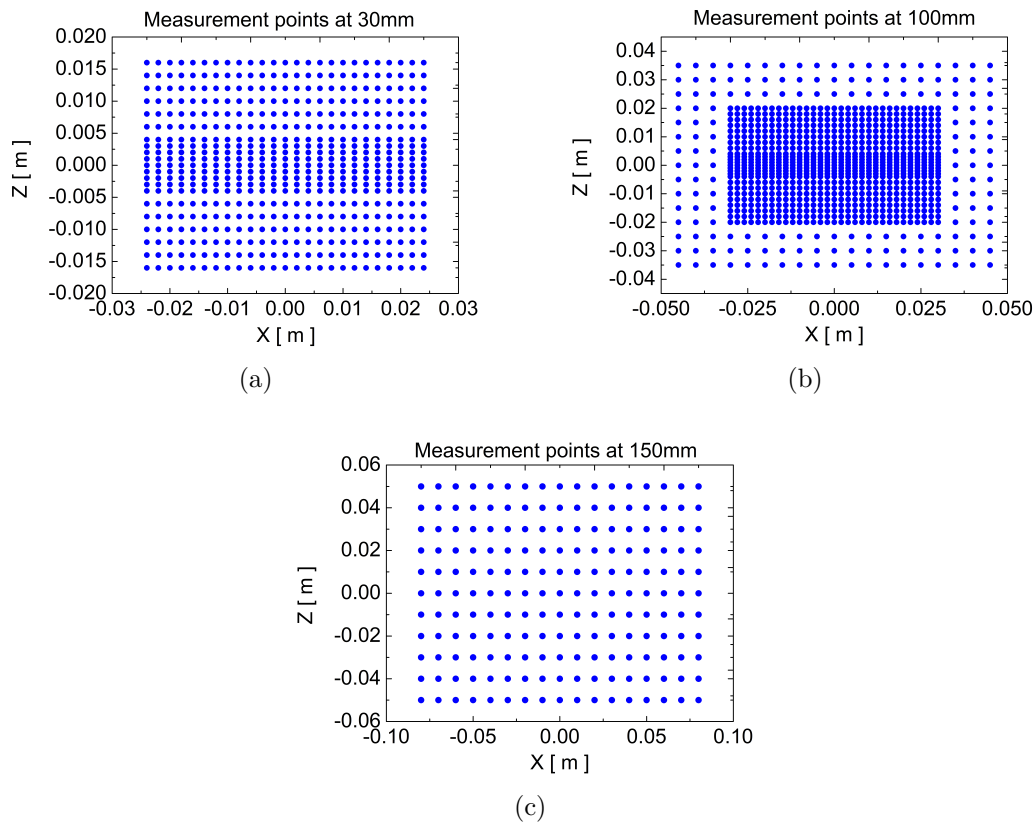 Measurement points at 30mm
0.020
0.015
0.010
0.005
0.000
-0.005
-0.010
-0.015
-0.020
Z [ m ]
-0.03 -0.02 -0.01 0.00 0.01 0.02 0.03
X [ m ]
(a)
Measurement points at 100mm
0.04
0.03
0.02
0.01
0.00
-0.01
-0.02
-0.03
-0.04
Z [ m ]
-0.050 -0.025 0.000 0.025 0.050
X [ m ]
(b)
Measurement points at 150mm
0.06
0.04
0.02
0.00
-0.02
-0.04
-0.06
Z [ m ]
-0.10 -0.05 0.00 0.05 0.10
X [ m ]
(c)